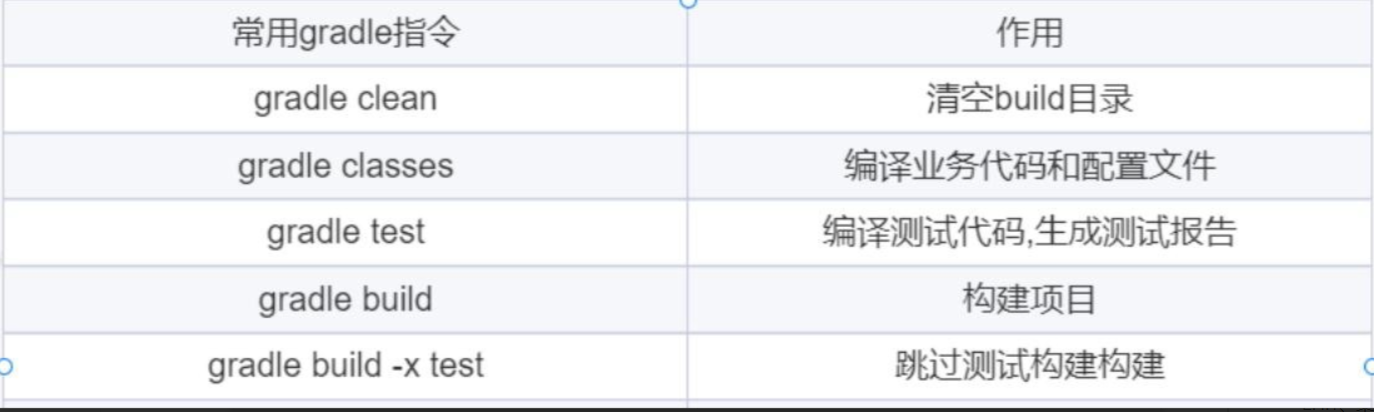 常用gradle指令 作用
gradle clean 清空build目录
gradle classes 编译业务代码和配置文件
gradle test 编译测试代码,生成测试报告
gradle build 构建项目
gradle build -x test 跳过测试构建构建